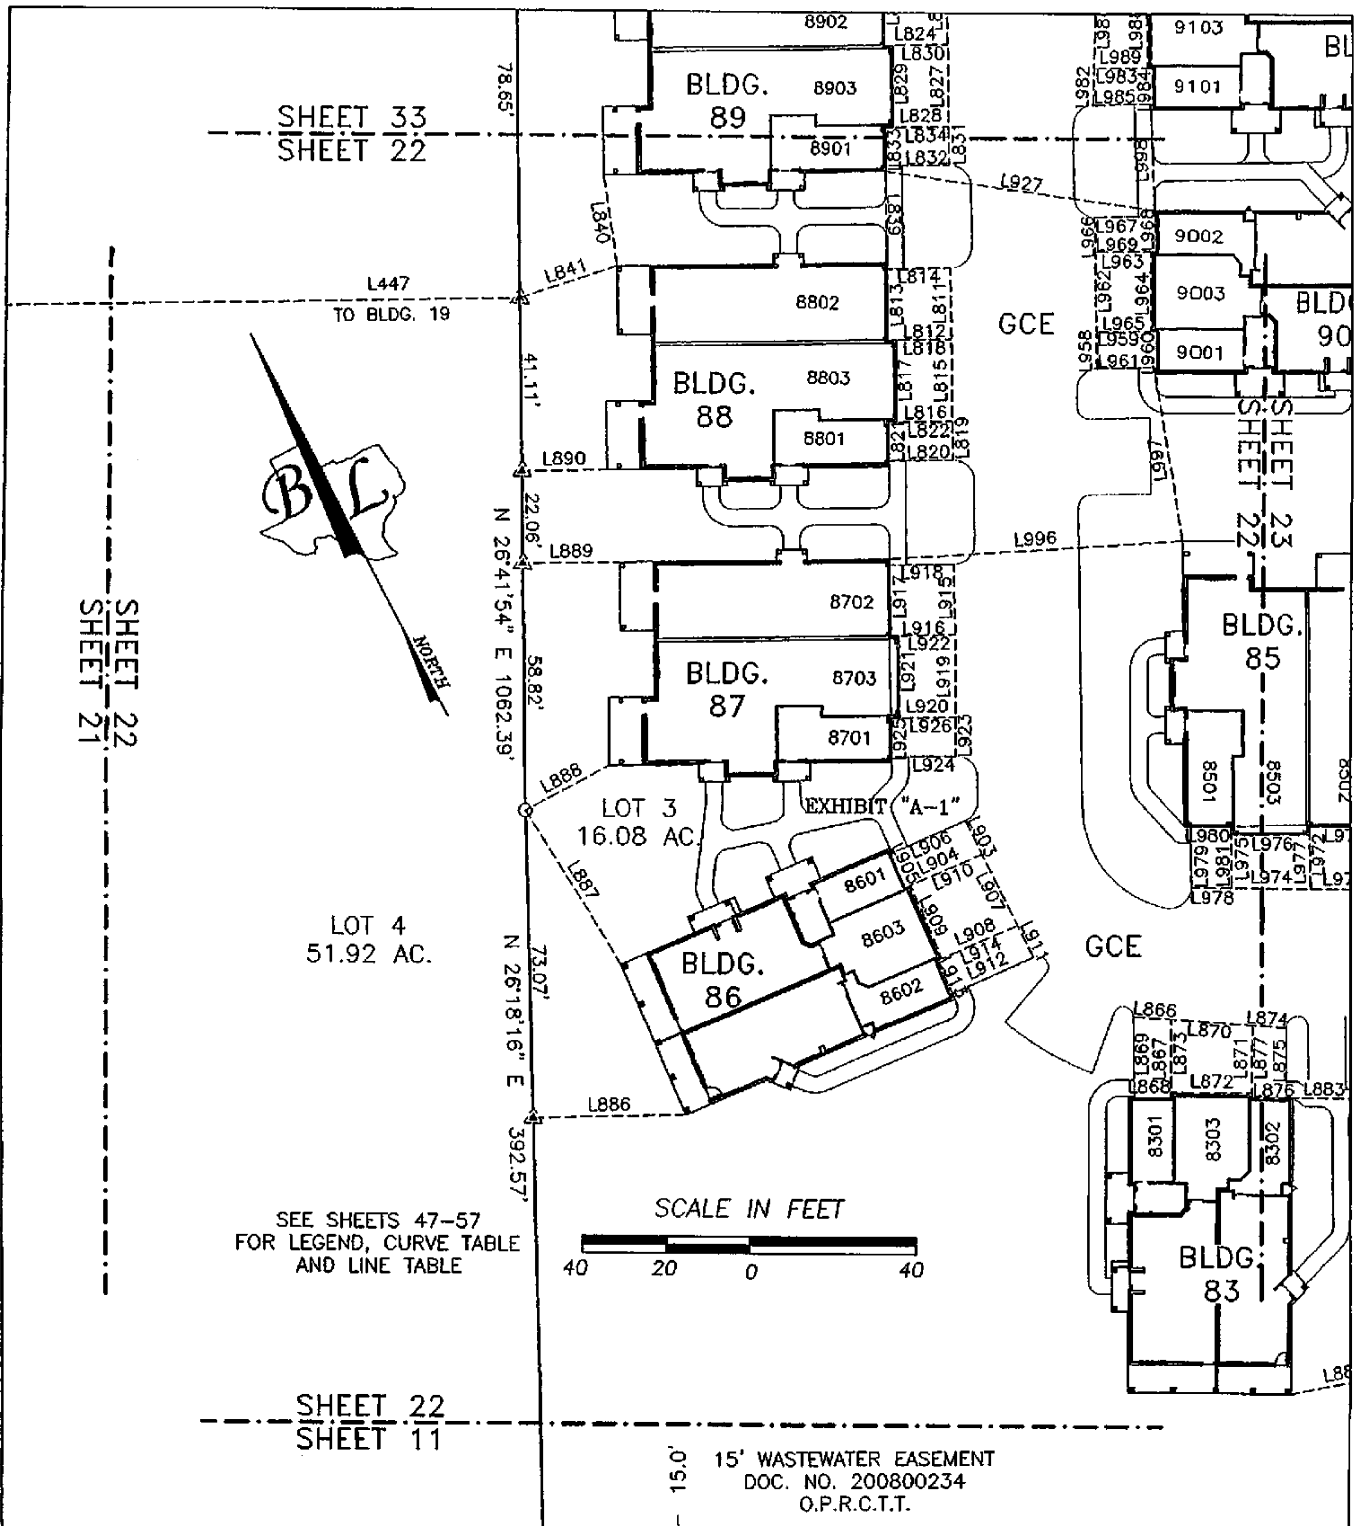 8902
L824
L830
78.65'
BLDG.
89
8903
L829
L827
L828
L834
8901
L833
L832
L831
SHEET 33
SHEET 22
L839
L840
L841
L927
9103
L989
L983
L982
L984
L985
9101
L998
L447
TO BLDG. 19
8802
L814
L813
L811
L812
L818
GCE
L967
L966
L968
L969
L963
9002
L962
L964
9003
L965
L959
L958
L960
L961
9001
BLDG.
88
8803
L817
L815
L816
L822
8801
L821
L820
L819
41.11'
L890
22.06'
L889
L996
L997
SHEET 23
SHEET 22
B L
NORTH
N 26°41'54" E 1062.39'
58.82'
8702
L918
L917
L915
L916
L922
BLDG.
87
8703
L921
L919
L920
L926
8701
L925
L924
L923
SHEET 22
SHEET 21
BLDG.
85
8501
8503
8502
L980
L979
L981
L978
L975
L976
L977
L974
L972
L888
LOT 3
16.08 AC.
EXHIBIT "A-1"
L887
L906
L903
L905
L904
L910
8601
L909
L907
8603
L908
L914
L911
L912
L913
8602
BLDG.
86
LOT 4
51.92 AC.
N 26°18'16" E
73.07'
392.57'
L886
GCE
L866
L870
L874
L869
L867
L873
L871
L877
L875
L868
L872
L876
L883
8301
8303
8302
BLDG.
83
SCALE IN FEET
40 20 0 40
SEE SHEETS 47-57
FOR LEGEND, CURVE TABLE
AND LINE TABLE
SHEET 22
SHEET 11
15.0'
15' WASTEWATER EASEMENT
DOC. NO. 200800234
O.P.R.C.T.T.